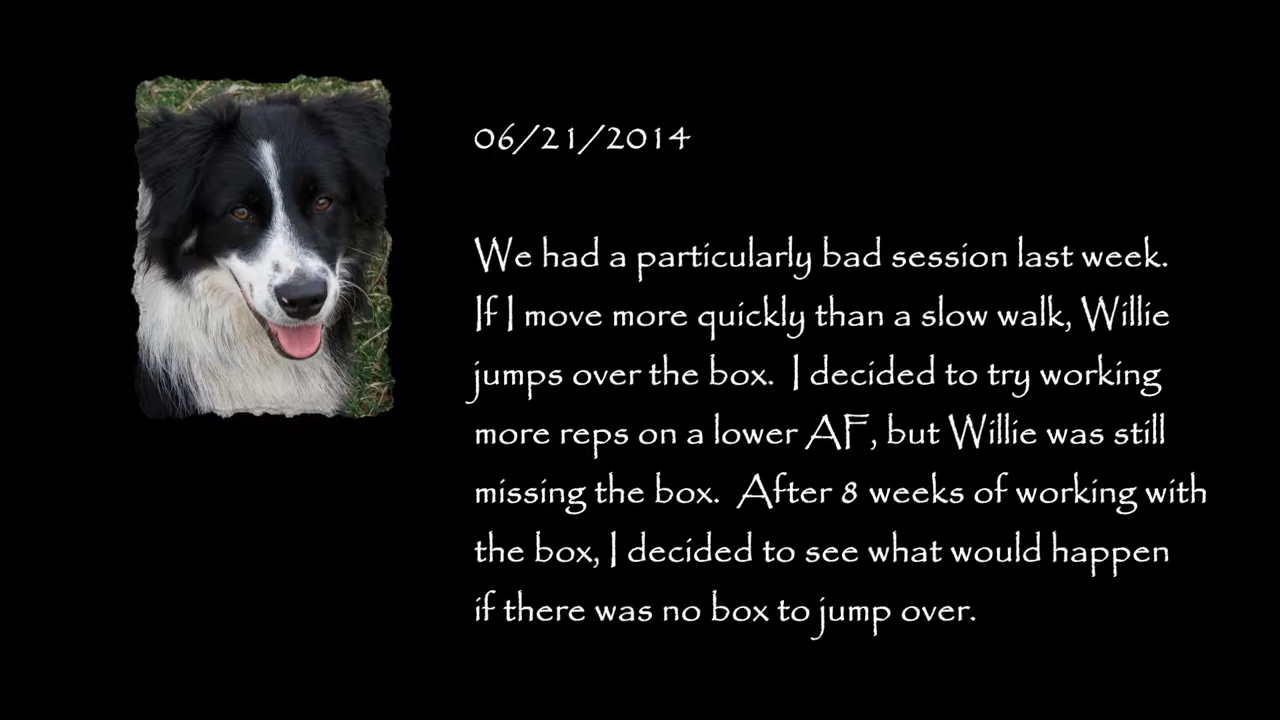 06/21/2014
We had a particularly bad session last week.
If I move more quickly than a slow walk, Willie
jumps over the box.  I decided to try working
more reps on a lower AF, but Willie was still
missing the box.  After 8 weeks of working with
the box, I decided to see what would happen
if there was no box to jump over.